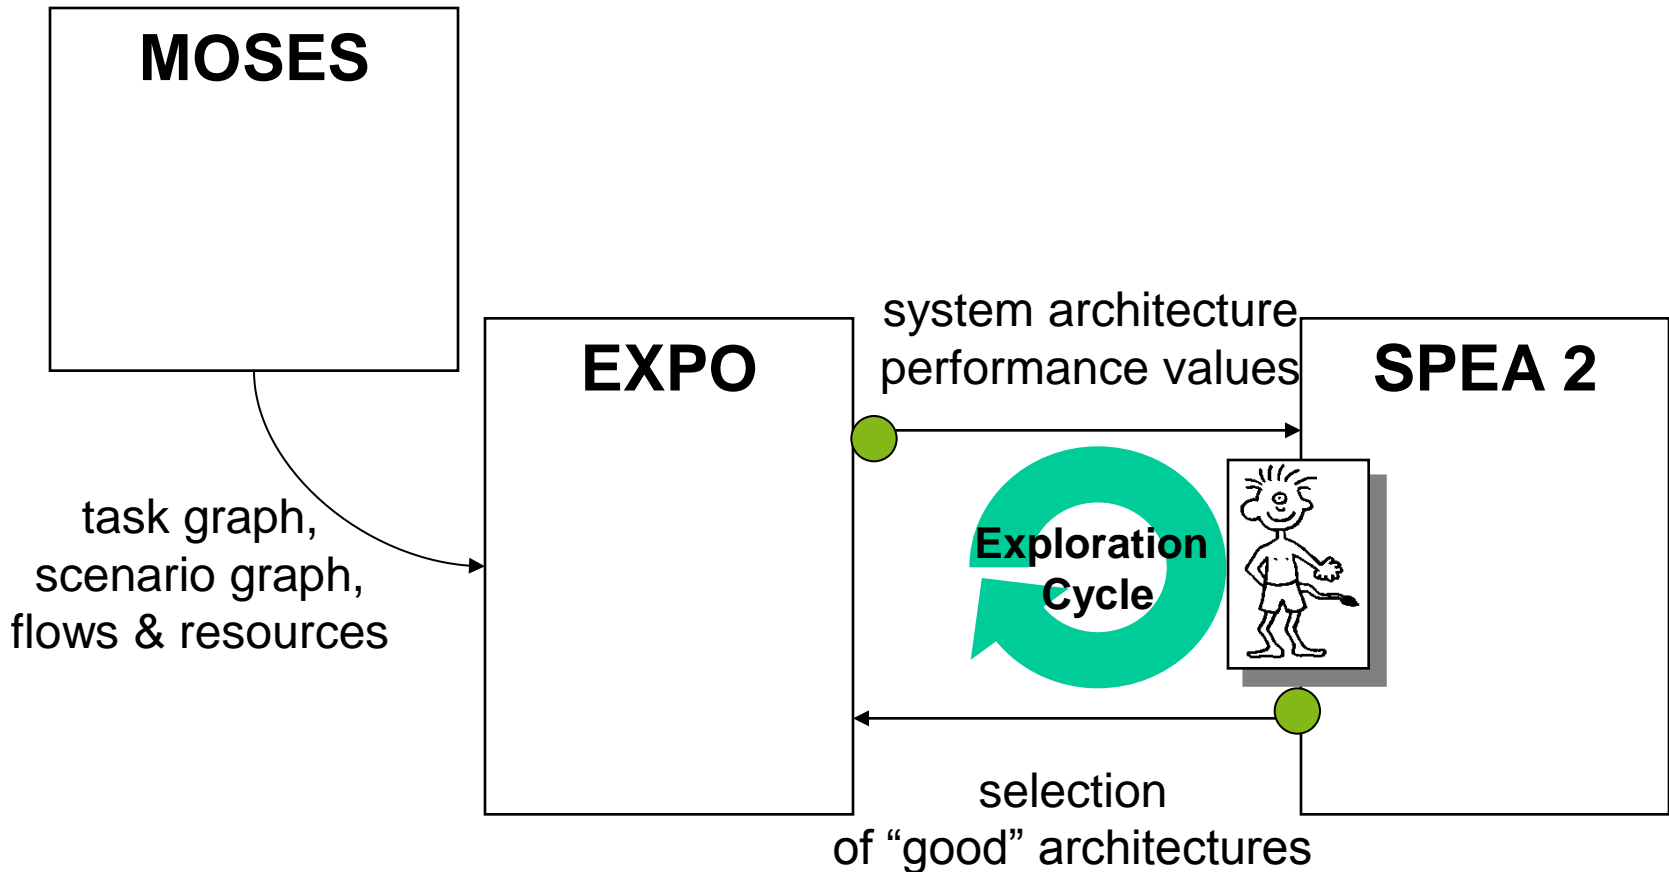 MOSES
task graph,
scenario graph,
flows & resources
EXPO
system architecture
performance values
SPEA 2
Exploration
Cycle
selection
of “good” architectures